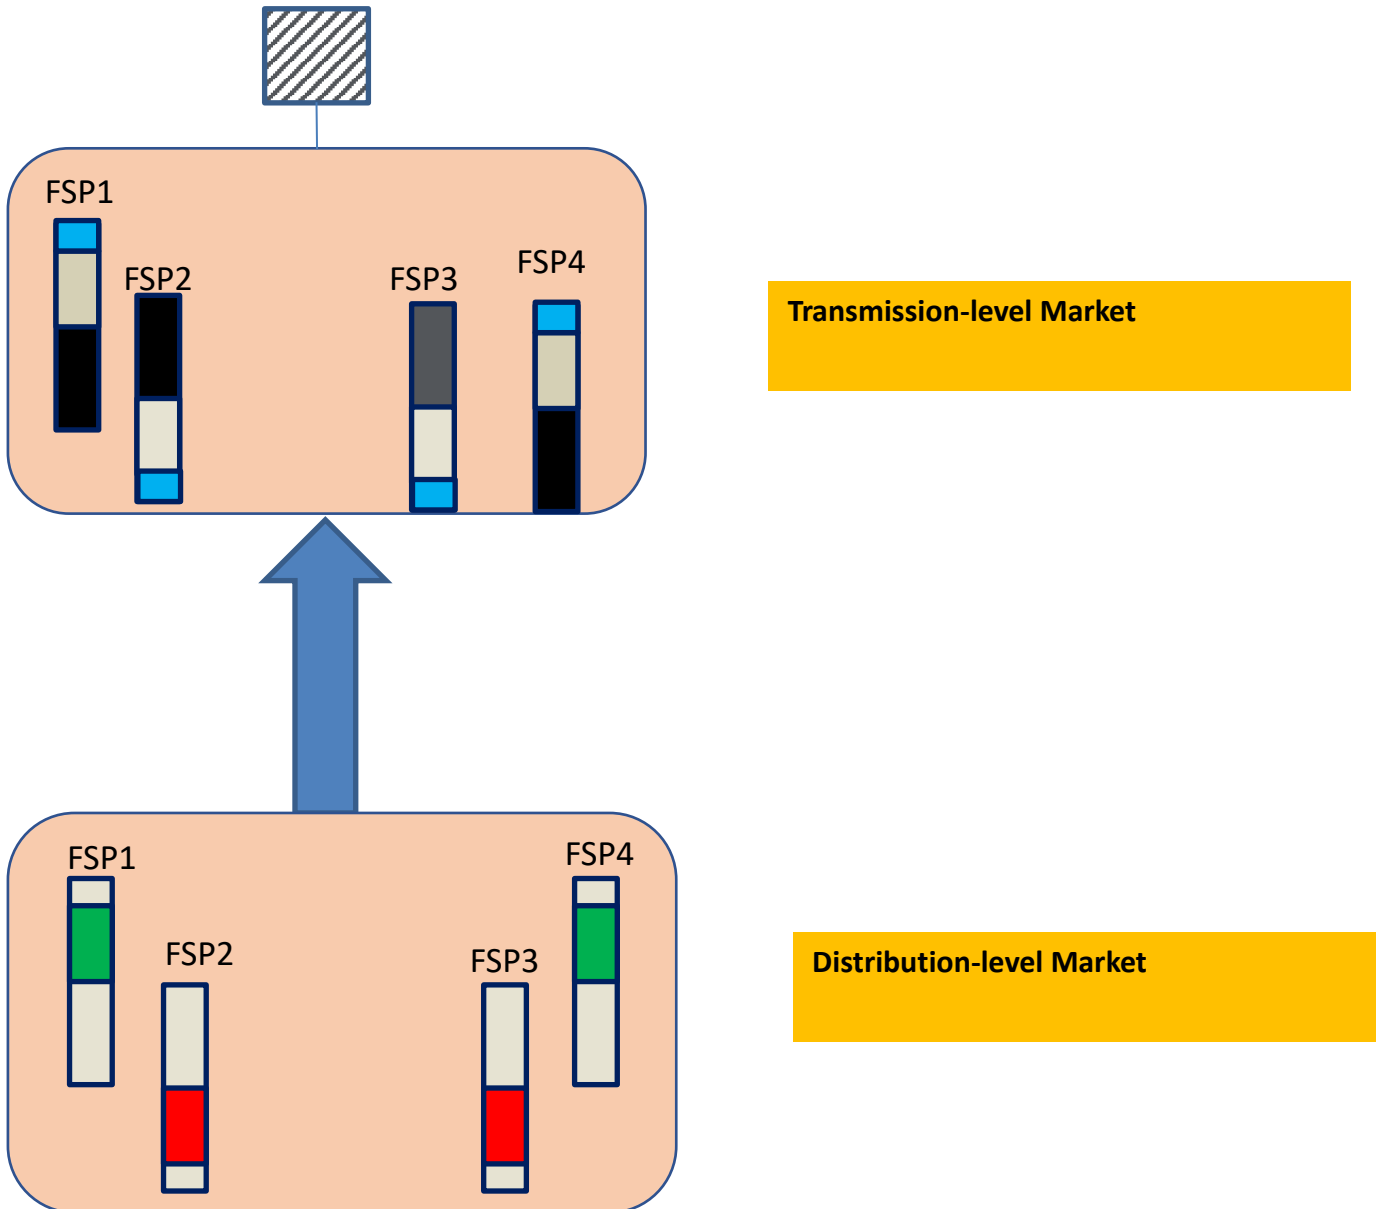 FSP1
FSP2
FSP3
FSP4
Transmission-level Market
FSP1
FSP2
FSP3
FSP4
Distribution-level Market